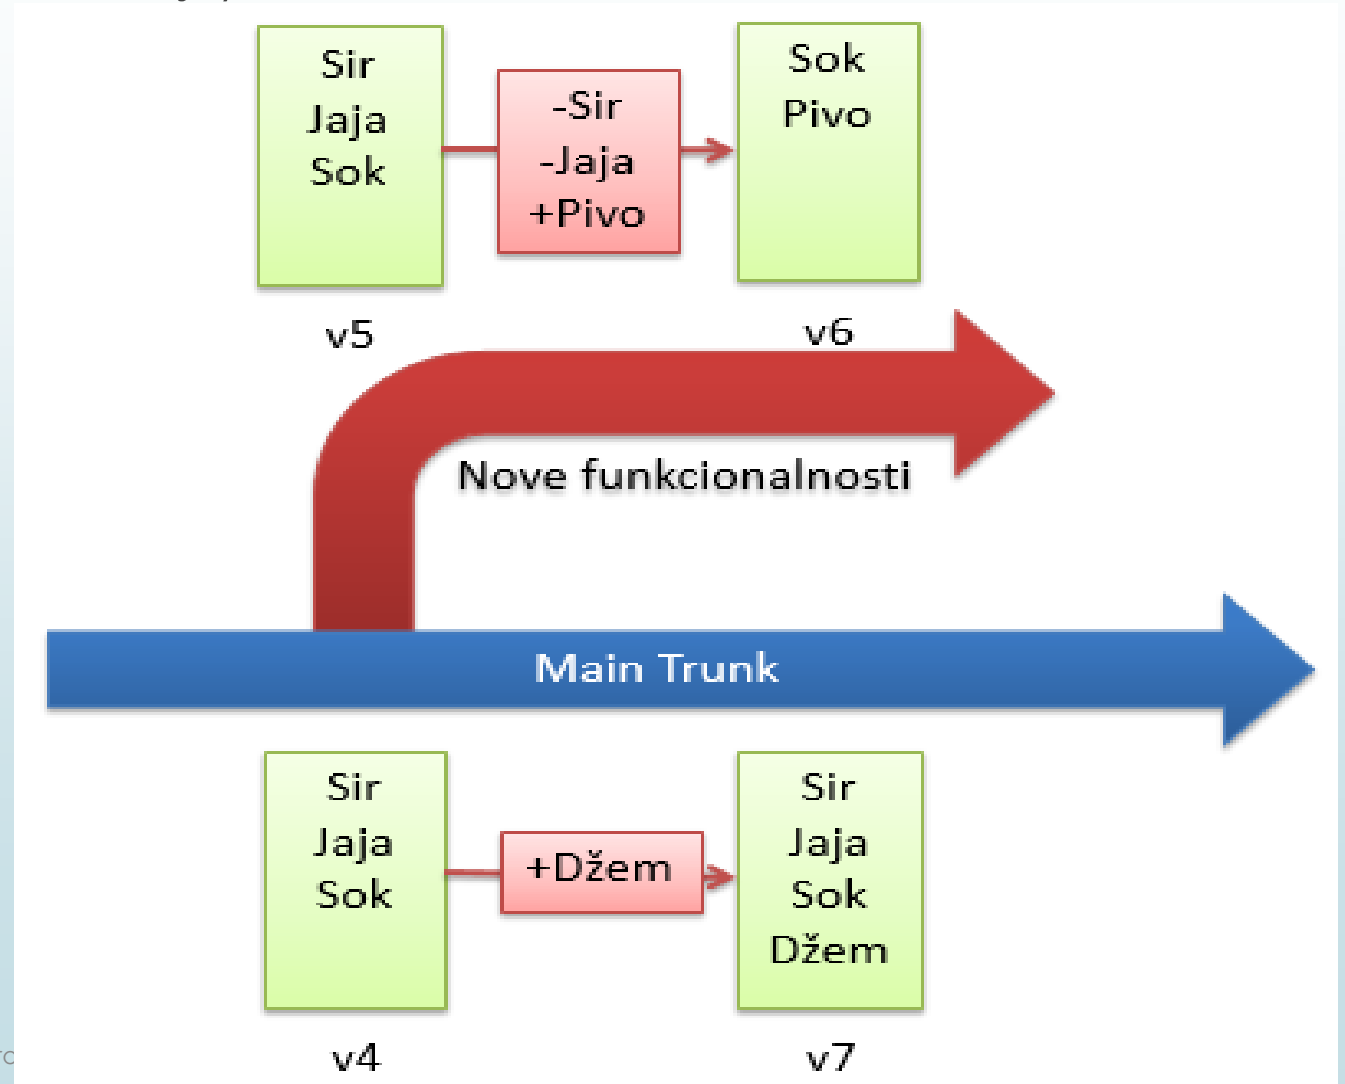 Sir
Jaja
Sok
-Sir
-Jaja
+Pivo
Sok
Pivo
v5
v6
Nove funkcionalnosti
Main Trunk
Sir
Jaja
Sok
+Džem
Sir
Jaja
Sok
Džem
v4
v7